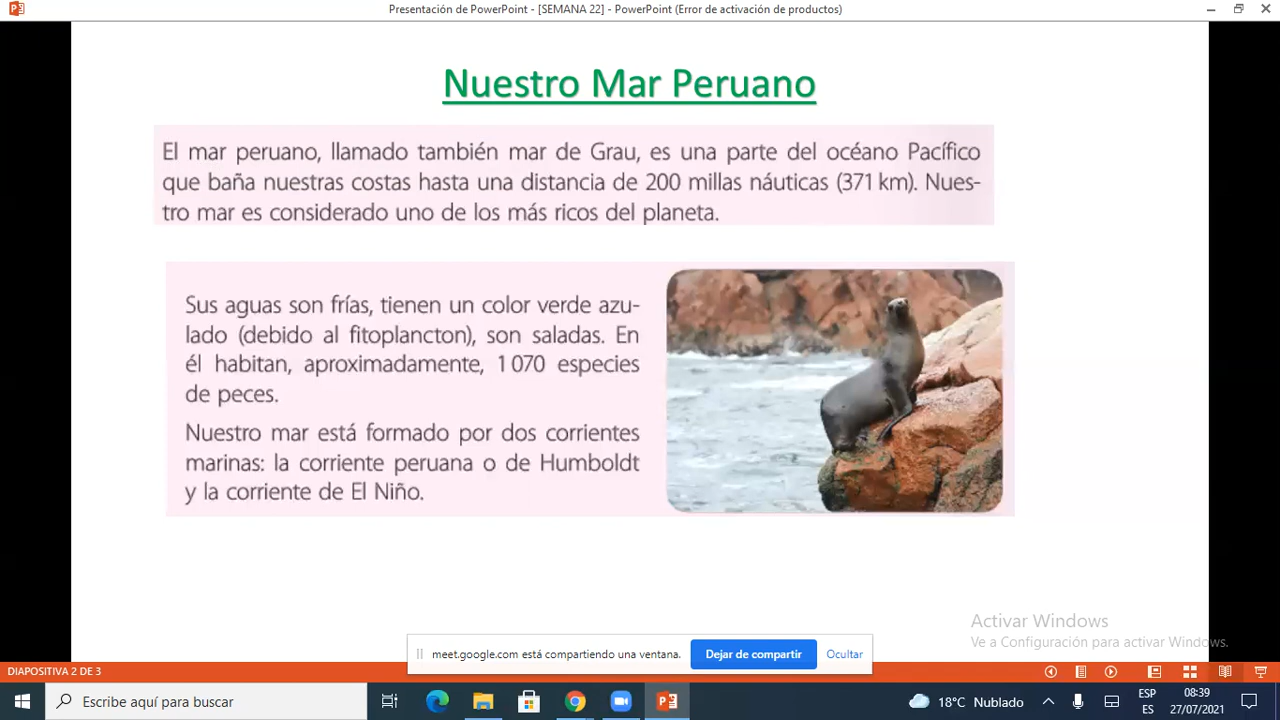 Presentación de PowerPoint - [SEMANA 22] - PowerPoint (Error de activación de productos)
Nuestro Mar Peruano
El mar peruano, llamado también mar de Grau, es una parte del océano Pacífico
que baña nuestras costas hasta una distancia de 200 millas náuticas (371 km). Nues-
tro mar es considerado uno de los más ricos del planeta.
Sus aguas son frías, tienen un color verde azu-
lado (debido al fitoplancton), son saladas. En
él habitan, aproximadamente, 1 070 especies
de peces.
Nuestro mar está formado por dos corrientes
marinas: la corriente peruana o de Humboldt
y la corriente de El Niño.
Activar Windows
Ve a Configuración para activar Windows.
meet.google.com está compartiendo una ventana.
Dejar de compartir
Ocultar
DIAPOSITIVA 2 DE 3
Escribe aquí para buscar
18°C Nublado
ESP
ES
08:39
27/07/2021